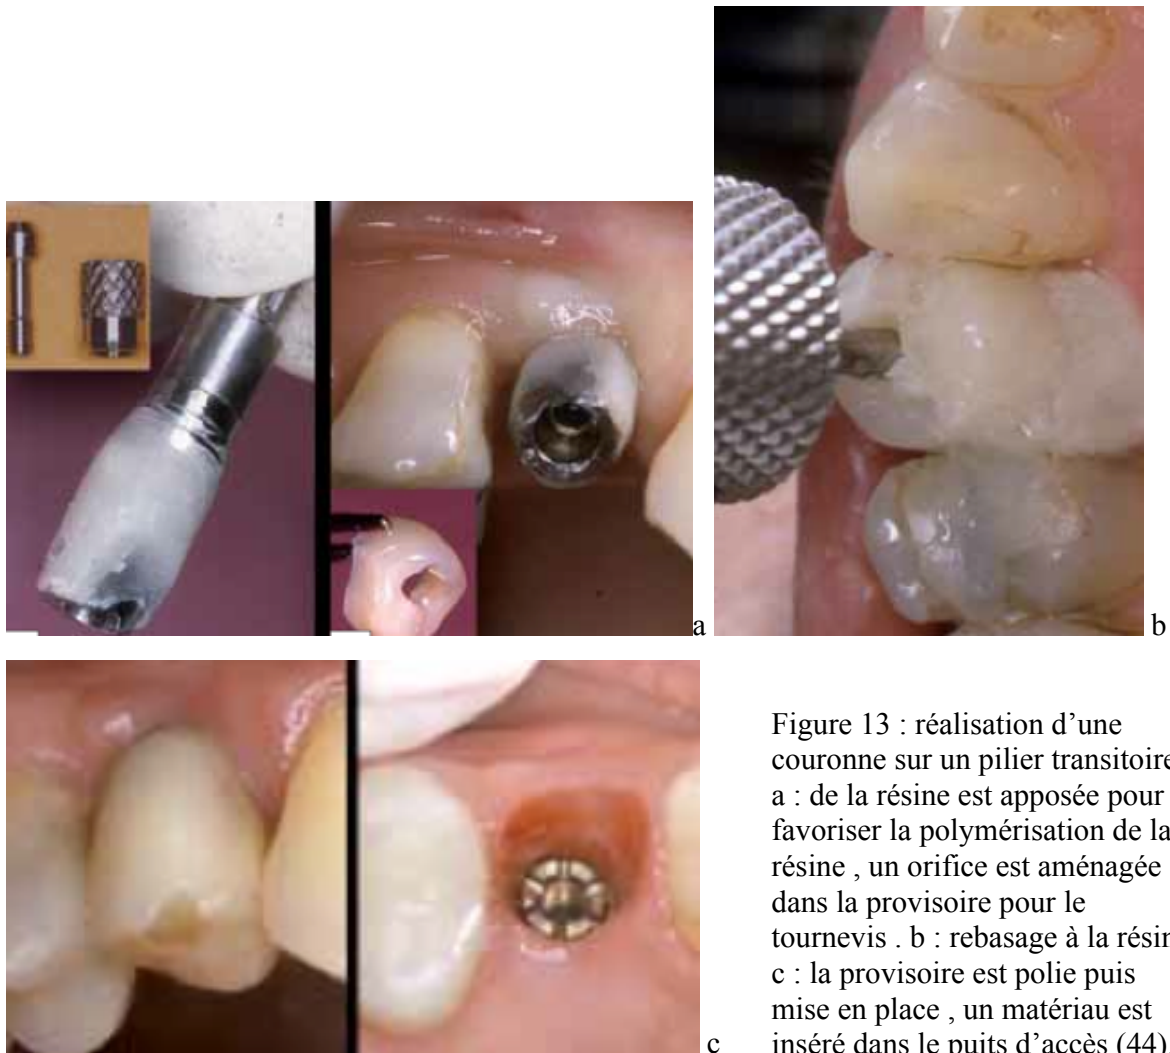 a
b
c
Figure 13 : réalisation d’une
couronne sur un pilier transitoire
a : de la résine est apposée pour
favoriser la polymérisation de la
résine , un orifice est aménagée
dans la provisoire pour le
tournevis . b : rebasage à la résin
c : la provisoire est polie puis
mise en place , un matériau est
inséré dans le puits d’accès (44)